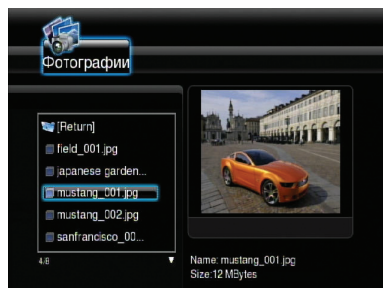 Фотографии
[Return]
field_001.jpg
japanese garden...
mustang_001.jpg
mustang_002.jpg
sanfrancisco_00...
4/8
Name: mustang_001.jpg
Size:12 MBytes